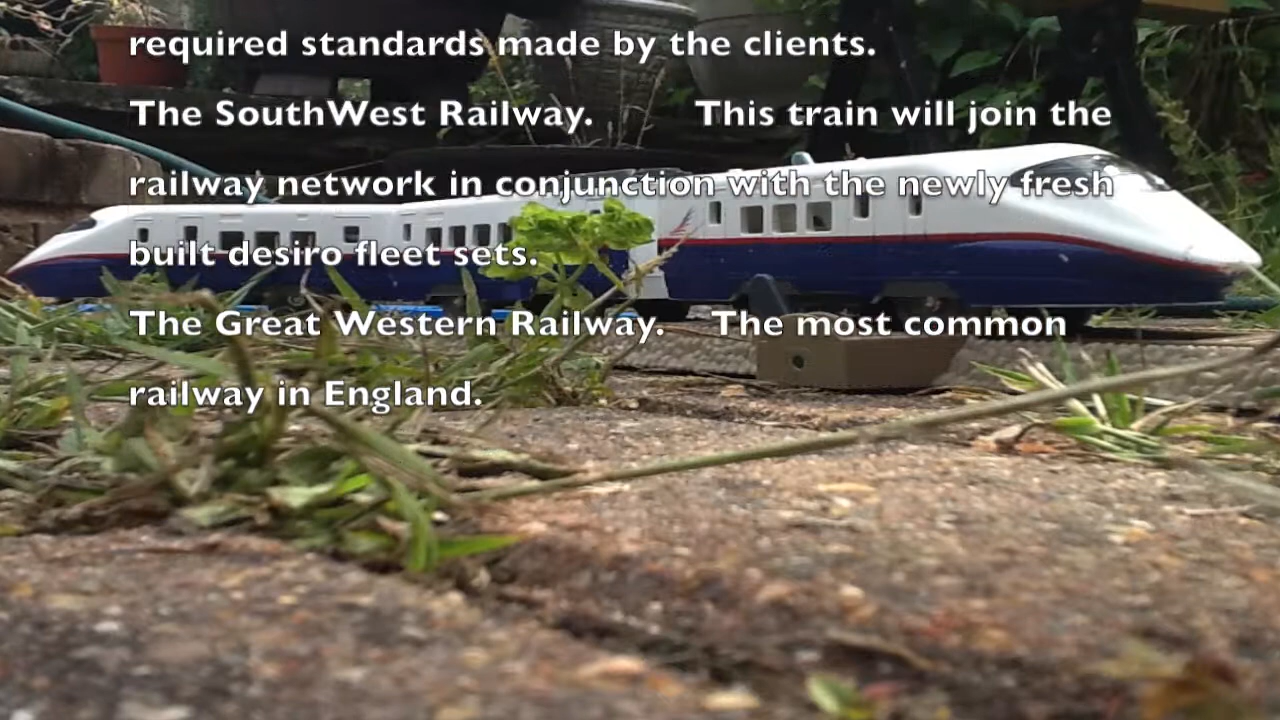 required standards made by the clients.
The SouthWest Railway. This train will join the
railway network in conjunction with the newly fresh
built desiro fleet sets.
The Great Western Railway. The most common
railway in England.